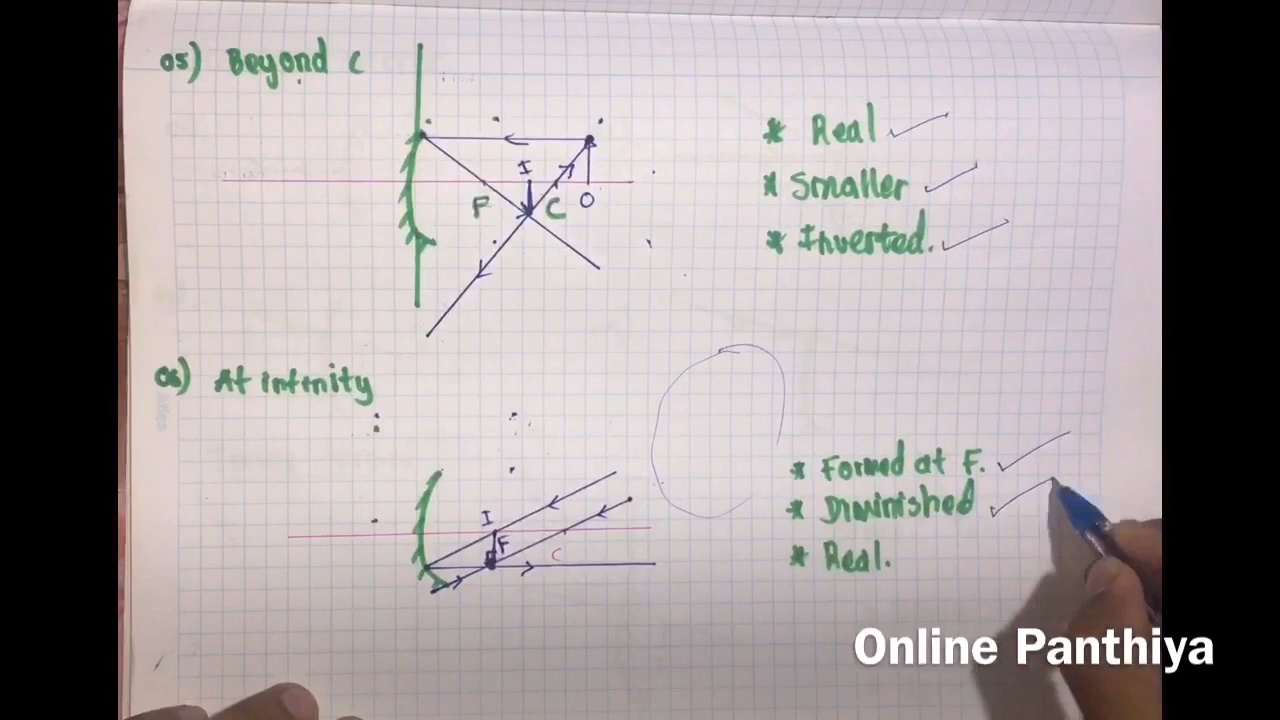 05) Beyond C
* Real
* Smaller
* Inverted.
I
F
C
O
06) At infinity
* Formed at F.
* Diminished
* Real.
I
F
C
Online Panthiya